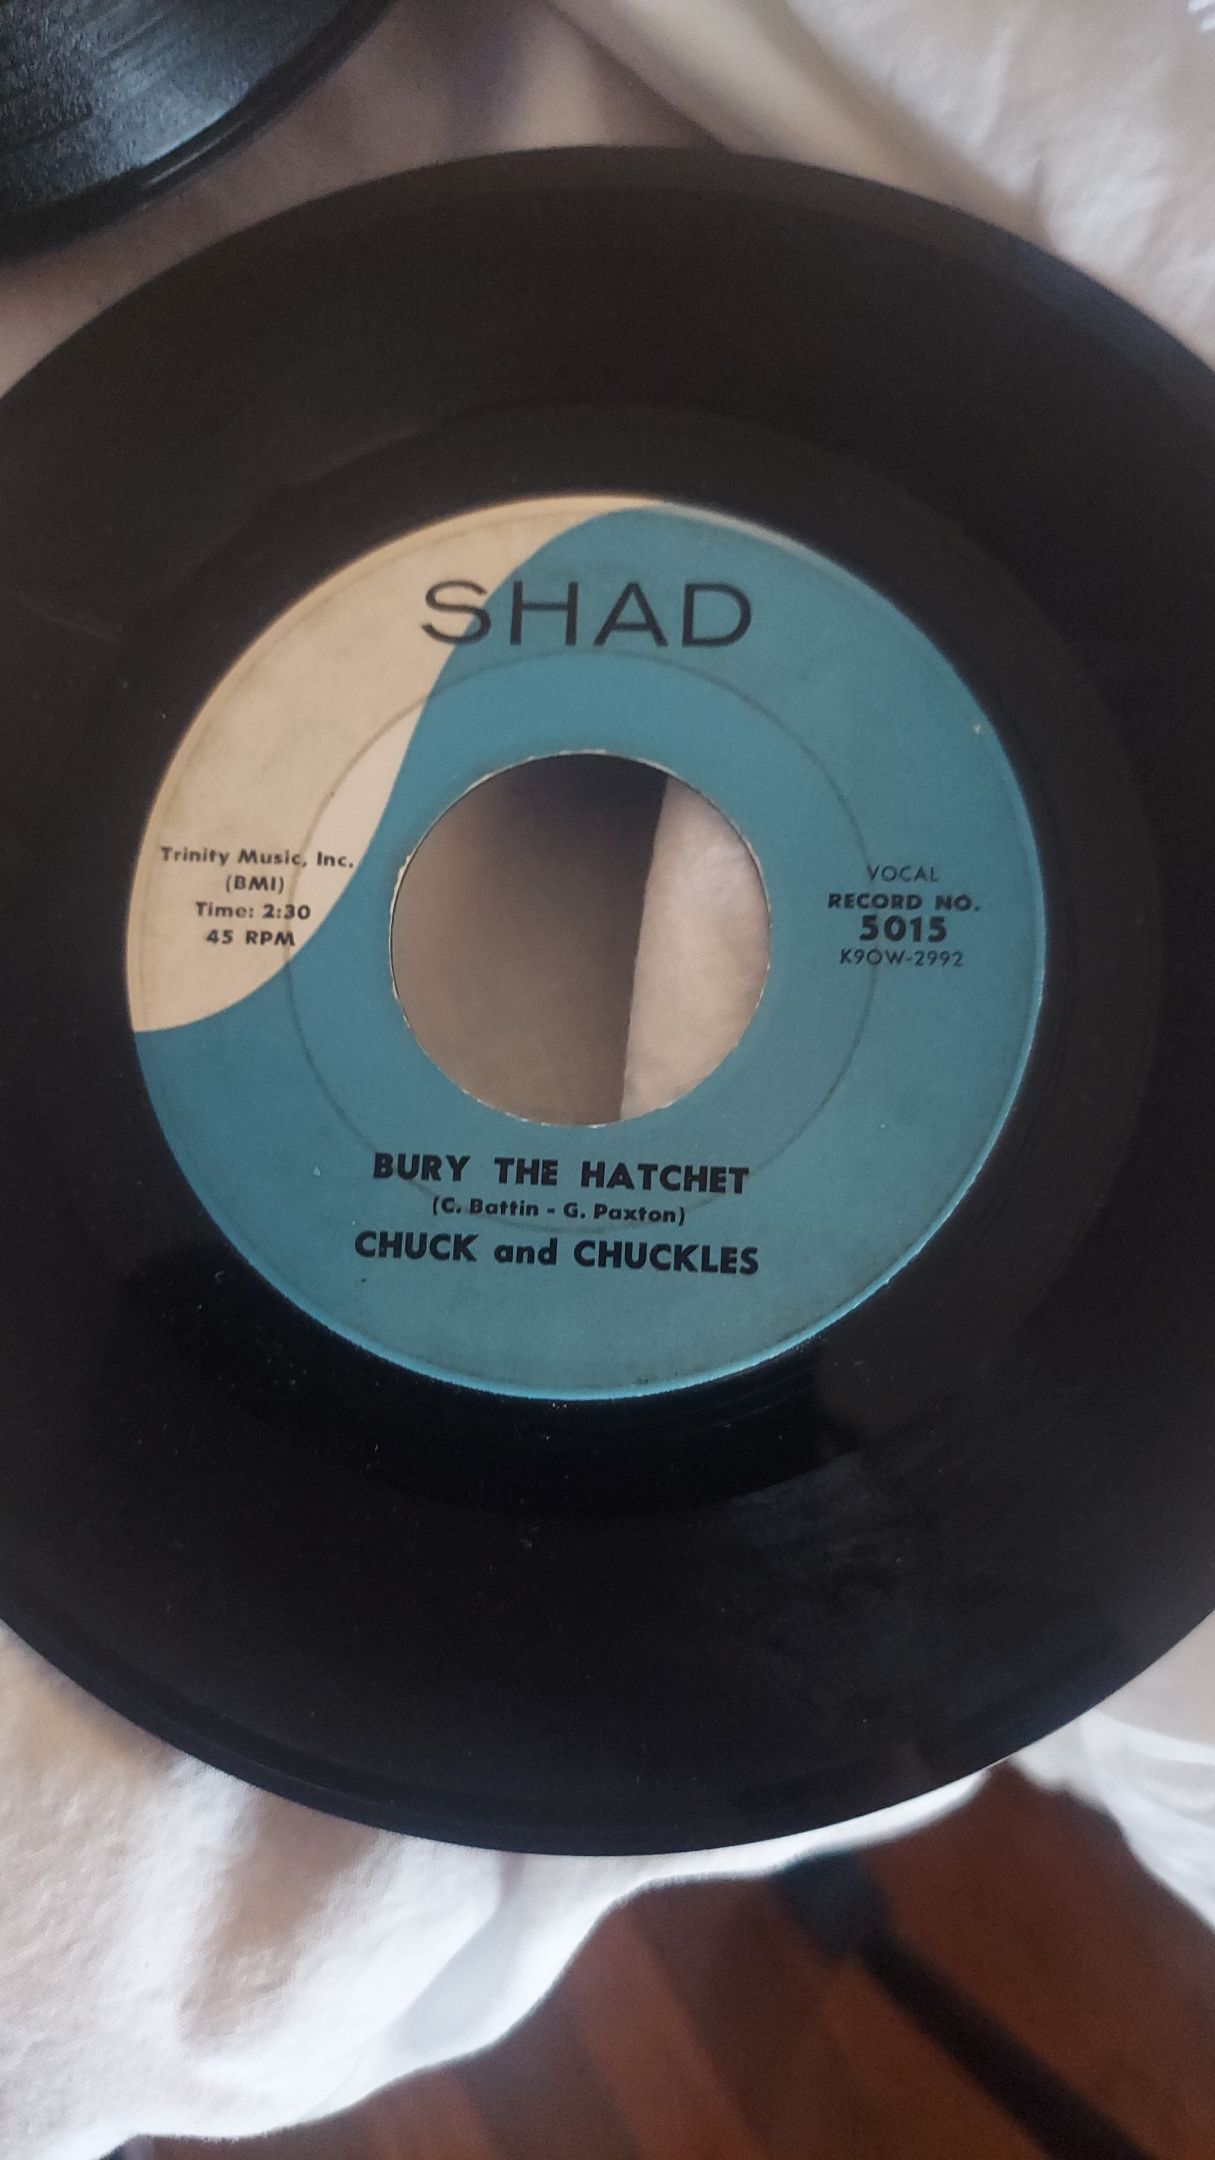 SHAD
Trinity Music, Inc.
(BMI)
Time: 2:30
45 RPM
VOCAL
RECORD NO.
5015
K9OW-2992
BURY THE HATCHET
(C. Battin - G. Paxton)
CHUCK and CHUCKLES